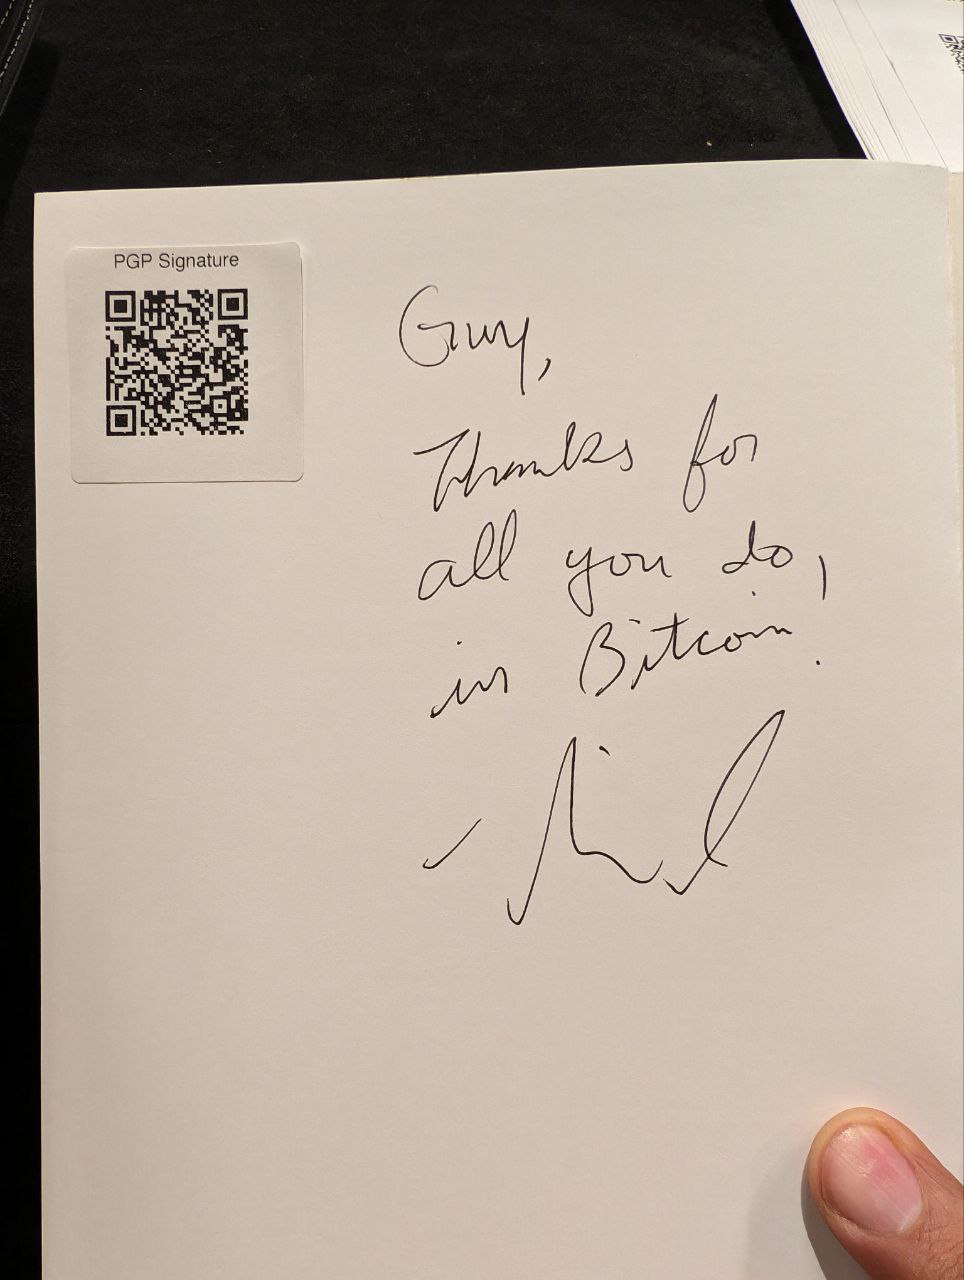 PGP Signature
Guy,
Thanks for
all you do,
in Bitcoin!